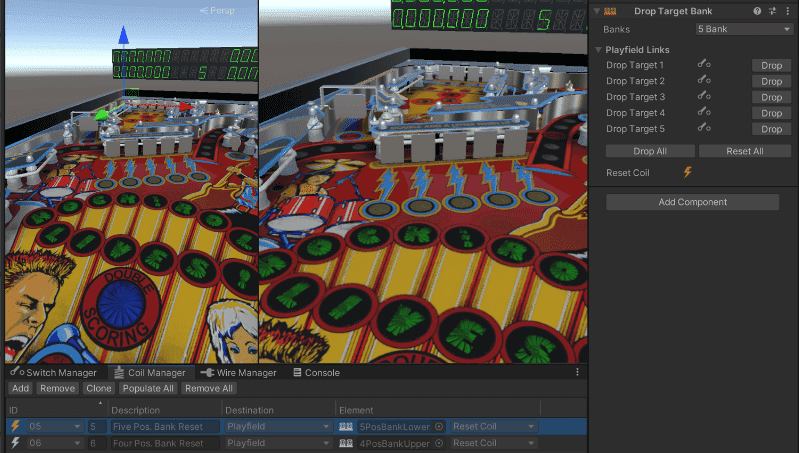 Persp
0.000.000 5
Drop Target Bank
Banks 5 Bank
Playfield Links
Drop Target 1 Drop
Drop Target 2 Drop
Drop Target 3 Drop
Drop Target 4 Drop
Drop Target 5 Drop
Drop All Reset All
Reset Coil
Add Component
DOUBLE
SCORING
Switch Manager Coil Manager Wire Manager Console
Add Remove Clone Populate All Remove All
ID Description Destination Element
05 5 Five Pos. Bank Reset Playfield 5PosBankLower Reset Coil
06 6 Four Pos. Bank Reset Playfield 4PosBankUpper Reset Coil